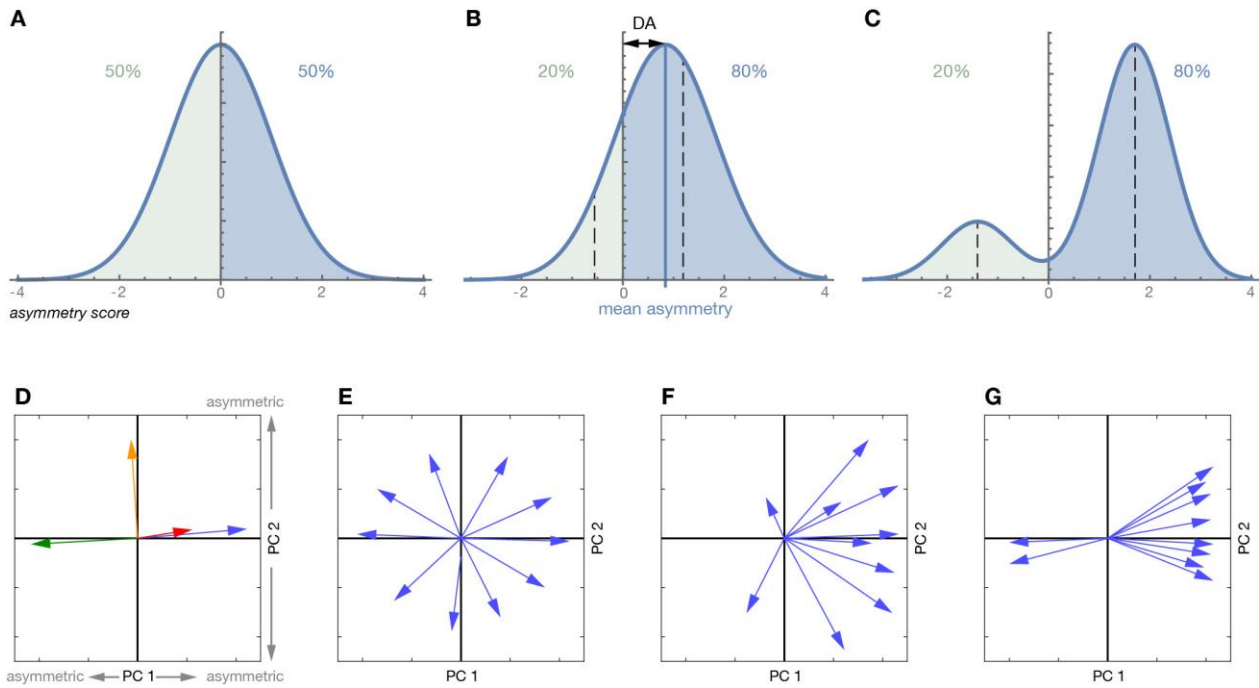 A
B
C
DA
50%
50%
20%
80%
20%
80%
-4
-2
0
2
4
-2
0
2
4
-2
0
2
4
asymmetry score
mean asymmetry
D
E
F
G
asymmetric
PC 2
asymmetric
asymmetric
PC 1
asymmetric
PC 2
PC 1
PC 2
PC 1
PC 2
PC 1